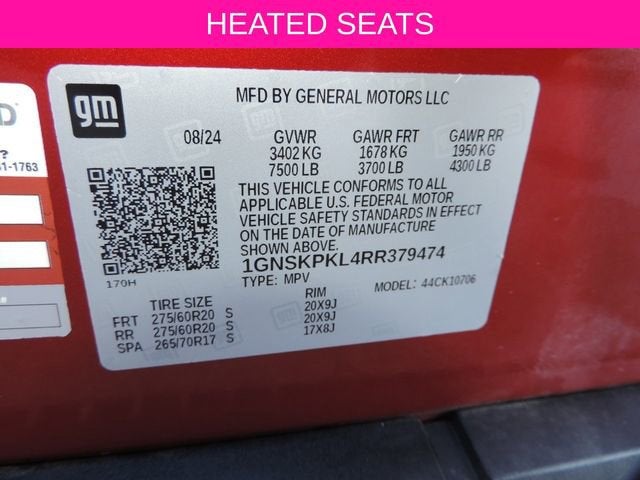 HEATED SEATS
gm
MFD BY GENERAL MOTORS LLC
08/24 GVWR GAWR FRT GAWR RR
3402 KG 1678 KG 1950 KG
7500 LB 3700 LB 4300 LB
THIS VEHICLE CONFORMS TO ALL
APPLICABLE U.S. FEDERAL MOTOR
VEHICLE SAFETY STANDARDS IN EFFECT
ON THE DATE OF MANUFACTURE
SHOWN ABOVE.
1GNSKPKL4RR379474
170H TYPE: MPV MODEL: 44CK10706
TIRE SIZE RIM
FRT 275/60R20 S 20X9J
RR 275/60R20 S 20X9J
SPA 265/70R17 S 17X8J
D
?
1-1763